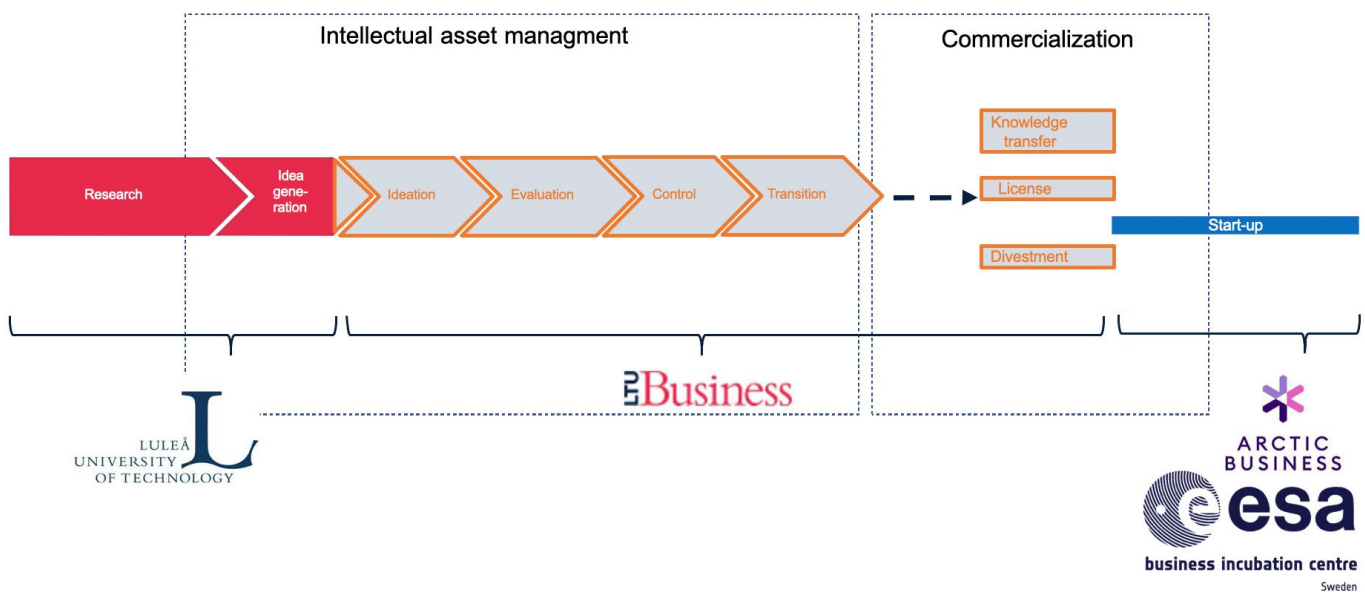 Intellectual asset managment
Commercialization
Knowledge
transfer
Research
Idea
gene-
ration
Ideation
Evaluation
Control
Transition
License
Start-up
Divestment
LTU Business
LULEÅ
UNIVERSITY
OF TECHNOLOGY
L
ARCTIC
BUSINESS
esa
business incubation centre
Sweden